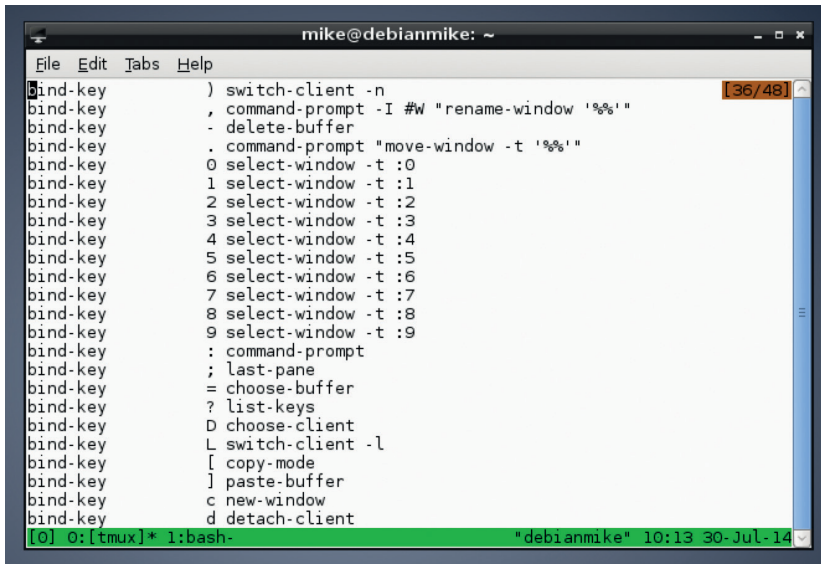 mike@debianmike: ~
File Edit Tabs Help
bind-key ) switch-client -n [36/48]
bind-key , command-prompt -I #W "rename-window '%%'"
bind-key - delete-buffer
bind-key . command-prompt "move-window -t '%%'"
bind-key 0 select-window -t :0
bind-key 1 select-window -t :1
bind-key 2 select-window -t :2
bind-key 3 select-window -t :3
bind-key 4 select-window -t :4
bind-key 5 select-window -t :5
bind-key 6 select-window -t :6
bind-key 7 select-window -t :7
bind-key 8 select-window -t :8
bind-key 9 select-window -t :9
bind-key : command-prompt
bind-key ; last-pane
bind-key = choose-buffer
bind-key ? list-keys
bind-key D choose-client
bind-key L switch-client -l
bind-key [ copy-mode
bind-key ] paste-buffer
bind-key c new-window
bind-key d detach-client
[0] 0:[tmux]* 1:bash- "debianmike" 10:13 30-Jul-14